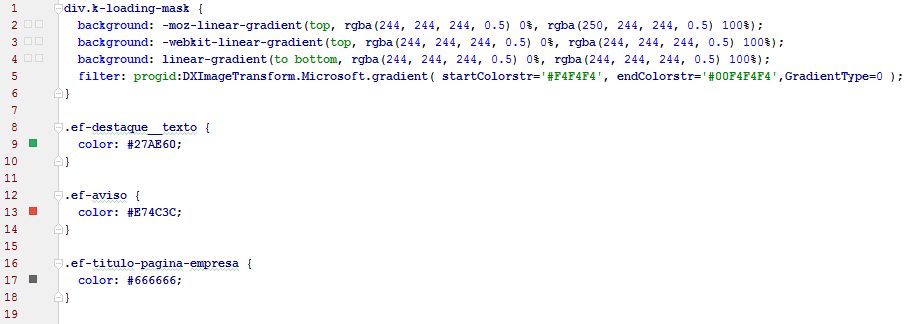 1 div.k-loading-mask {
2 background: -moz-linear-gradient(top, rgba(244, 244, 244, 0.5) 0%, rgba(250, 244, 244, 0.5) 100%);
3 background: -webkit-linear-gradient(top, rgba(244, 244, 244, 0.5) 0%, rgba(244, 244, 244, 0.5) 100%);
4 background: linear-gradient(to bottom, rgba(244, 244, 244, 0.5) 0%, rgba(244, 244, 244, 0.5) 100%);
5 filter: progid:DXImageTransform.Microsoft.gradient( startColorstr='#F4F4F4', endColorstr='#00F4F4F4',GradientType=0 );
6 }
7
8 .ef-destaque__texto {
9 color: #27AE60;
10 }
11
12 .ef-aviso {
13 color: #E74C3C;
14 }
15
16 .ef-titulo-pagina-empresa {
17 color: #666666;
18 }
19